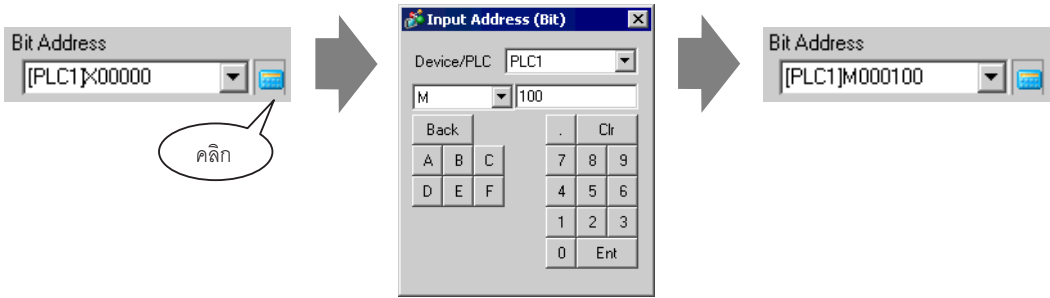 Bit Address
[PLC1]X00000
คลิก
Input Address (Bit)
Device/PLC PLC1
M 100
Back . Clr
A B C 7 8 9
D E F 4 5 6
1 2 3
0 Ent
Bit Address
[PLC1]M000100